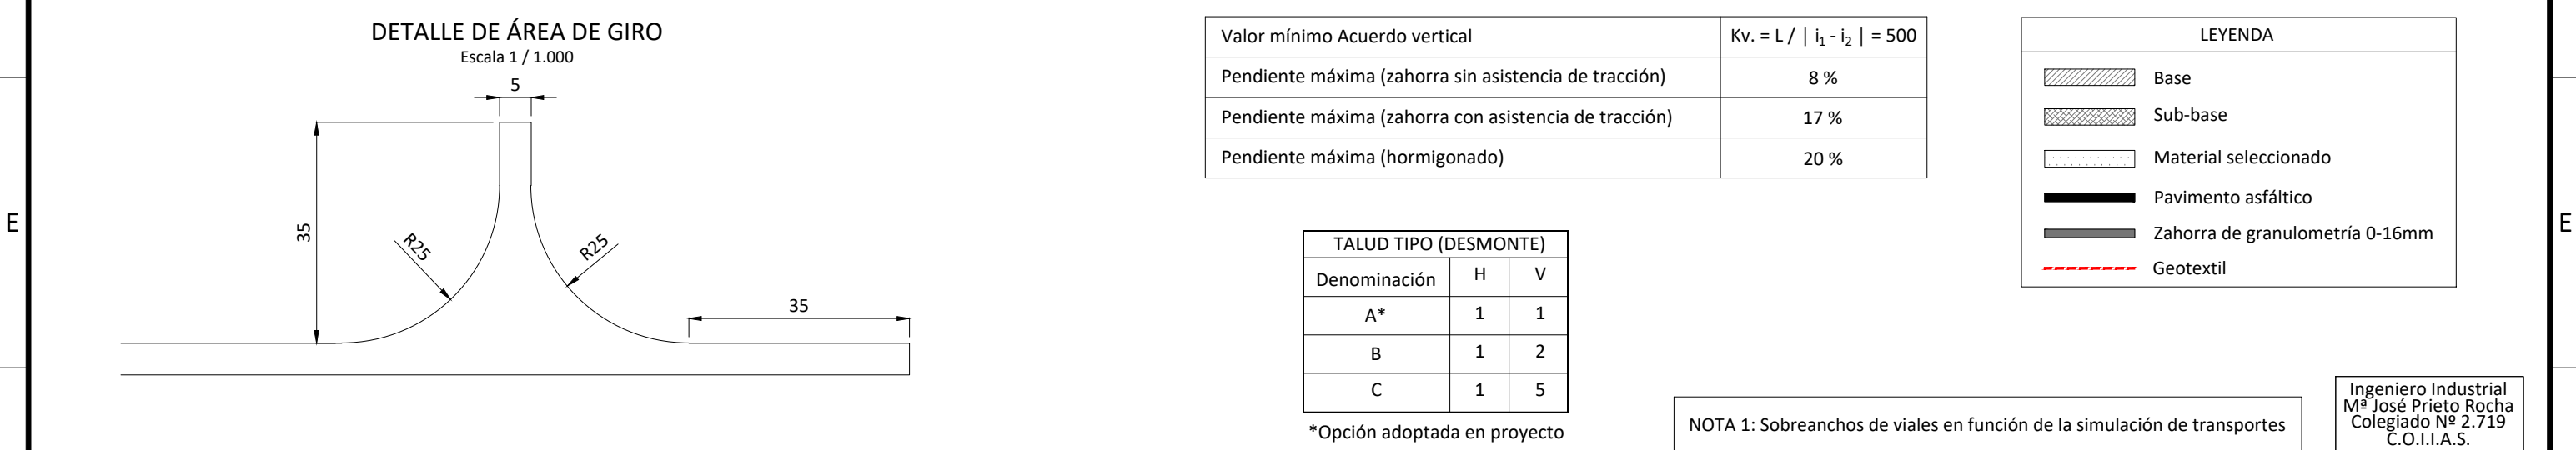 DETALLE DE ÁREA DE GIRO
Escala 1 / 1.000
5
35
R25
R25
35
Valor mínimo Acuerdo vertical Kv. = L / | i1 - i2 | = 500
Pendiente máxima (zahorra sin asistencia de tracción) 8 %
Pendiente máxima (zahorra con asistencia de tracción) 17 %
Pendiente máxima (hormigonado) 20 %
TALUD TIPO (DESMONTE)
Denominación H V
A* 1 1
B 1 2
C 1 5
*Opción adoptada en proyecto
LEYENDA
Base
Sub-base
Material seleccionado
Pavimento asfáltico
Zahorra de granulometría 0-16mm
Geotextil
NOTA 1: Sobreanchos de viales en función de la simulación de transportes
Ingeniero Industrial
Mª José Prieto Rocha
Colegiado Nº 2.719
C.O.I.I.A.S.
E
E